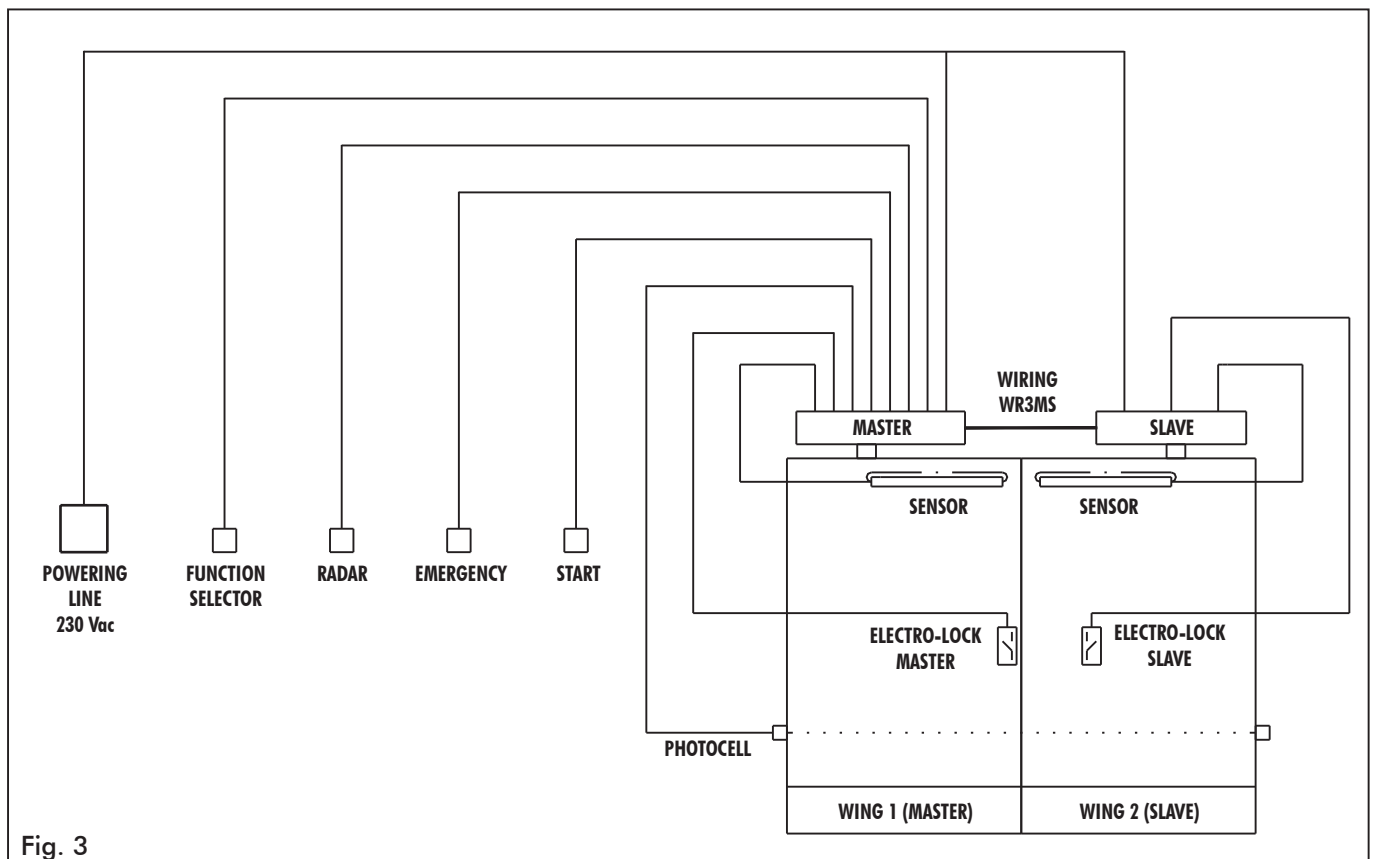 WIRING
WR3MS
MASTER
SLAVE
SENSOR
SENSOR
POWERING
LINE
230 Vac
FUNCTION
SELECTOR
RADAR
EMERGENCY
START
ELECTRO-LOCK
MASTER
ELECTRO-LOCK
SLAVE
PHOTOCELL
WING 1 (MASTER)
WING 2 (SLAVE)
Fig. 3